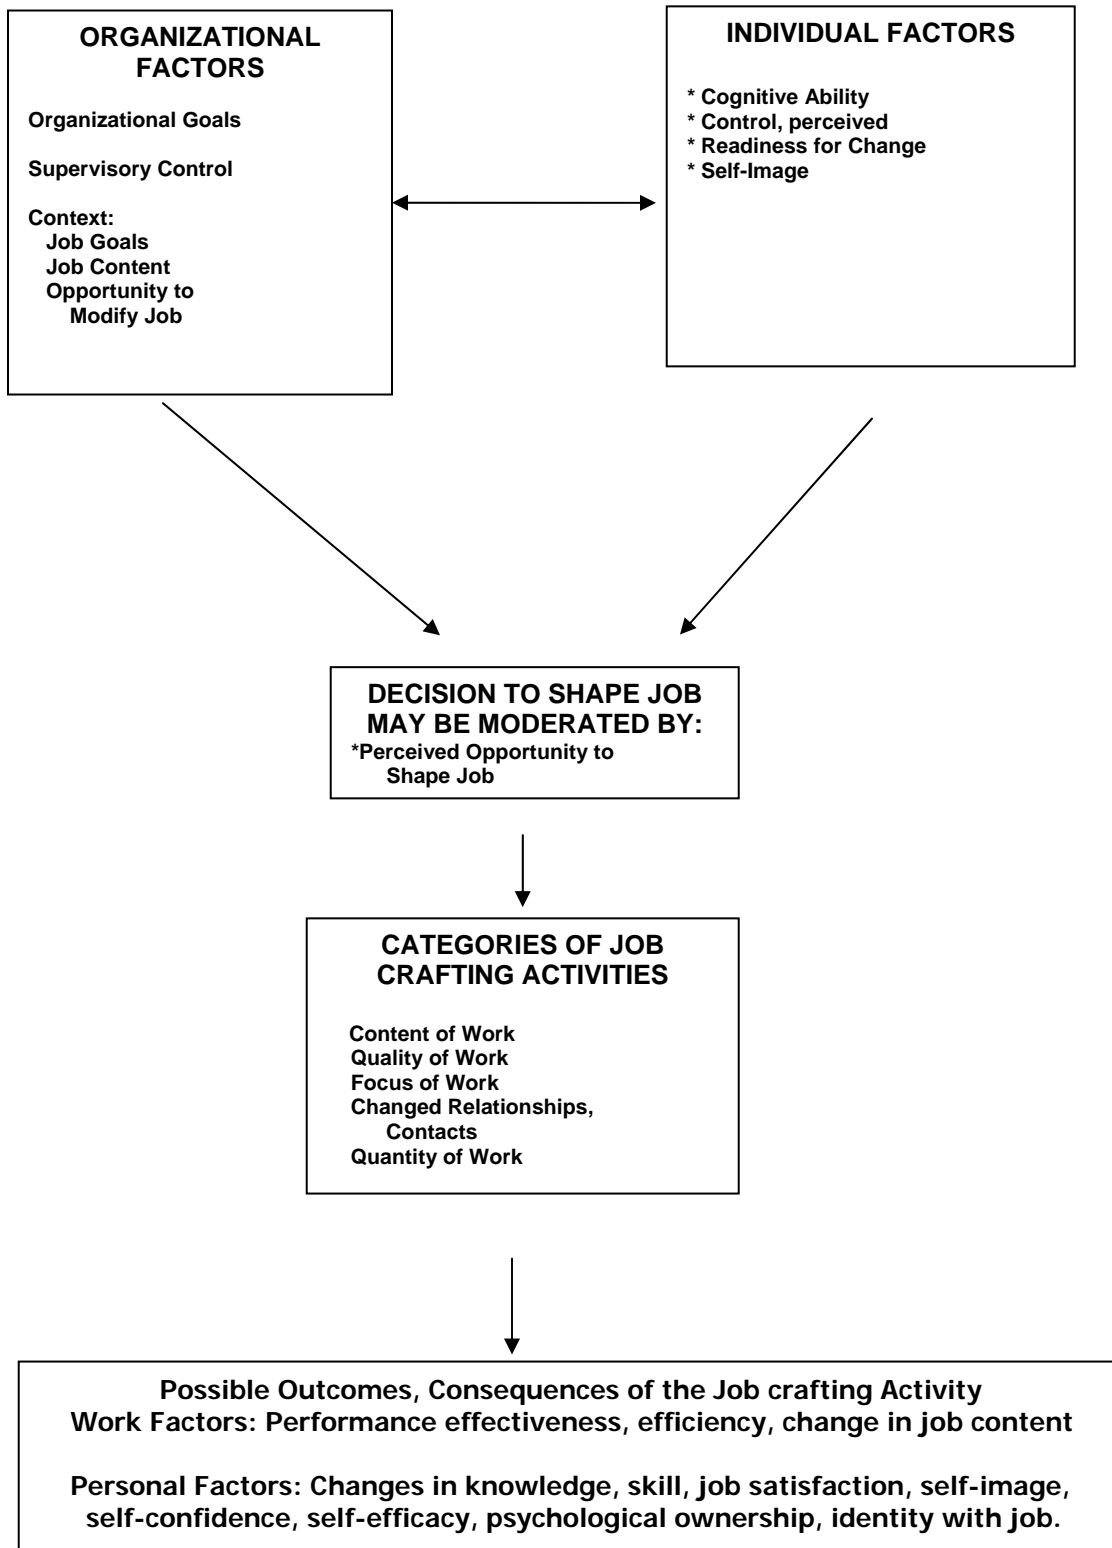 ORGANIZATIONAL
FACTORS
Organizational Goals
Supervisory Control
Context:
Job Goals
Job Content
Opportunity to
Modify Job
INDIVIDUAL FACTORS
* Cognitive Ability
* Control, perceived
* Readiness for Change
* Self-Image
DECISION TO SHAPE JOB
MAY BE MODERATED BY:
*Perceived Opportunity to
Shape Job
CATEGORIES OF JOB
CRAFTING ACTIVITIES
Content of Work
Quality of Work
Focus of Work
Changed Relationships,
Contacts
Quantity of Work
Possible Outcomes, Consequences of the Job crafting Activity
Work Factors: Performance effectiveness, efficiency, change in job content
Personal Factors: Changes in knowledge, skill, job satisfaction, self-image,
self-confidence, self-efficacy, psychological ownership, identity with job.